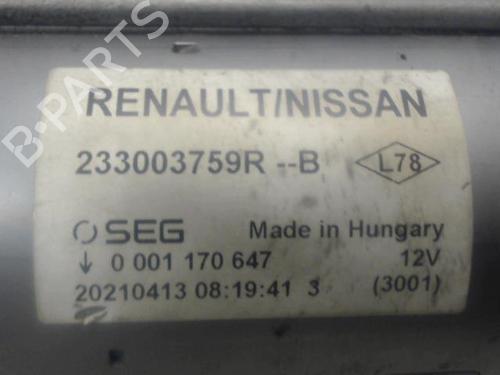 B-PARTS
RENAULT/NISSAN
233003759R --B L78
SEG Made in Hungary
0 001 170 647 12V
20210413 08:19:41 3 (3001)